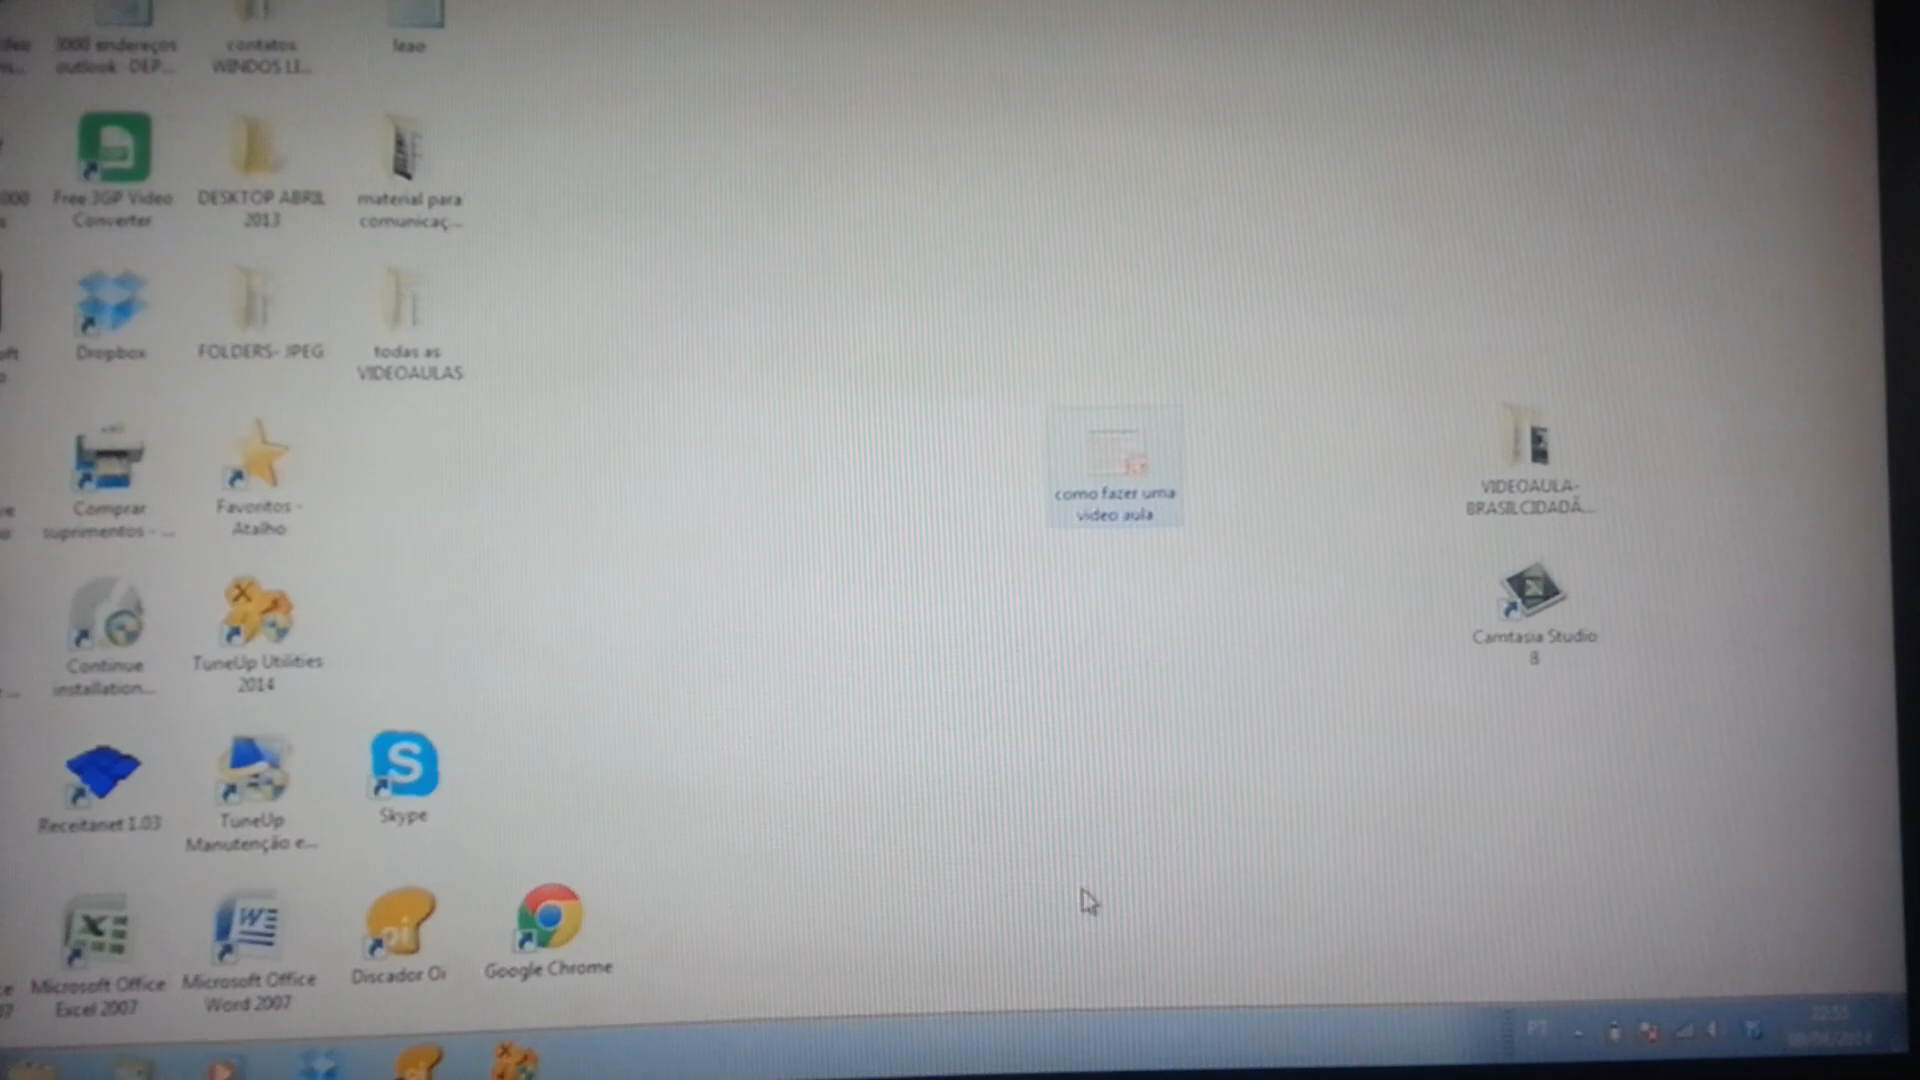 3000 endereços
outlook -DEP...
contatos
WINDOS LI...
leao
Free 3GP Video
Converter
DESKTOP ABRIL
2013
material para
comunicaç...
Dropbox
FOLDERS- JPEG
todas as
VIDEOAULAS
Comprar
suprimentos - ...
Favoritos -
Atalho
como fazer uma
video aula
VIDEOAULA-
BRASILCIDADÃ...
Continue
installation...
TuneUp Utilities
2014
Camtasia Studio
8
Receitanet 1.03
TuneUp
Manutenção e...
Skype
Microsoft Office
Excel 2007
Microsoft Office
Word 2007
Discador Oi
Google Chrome
PT
22:55